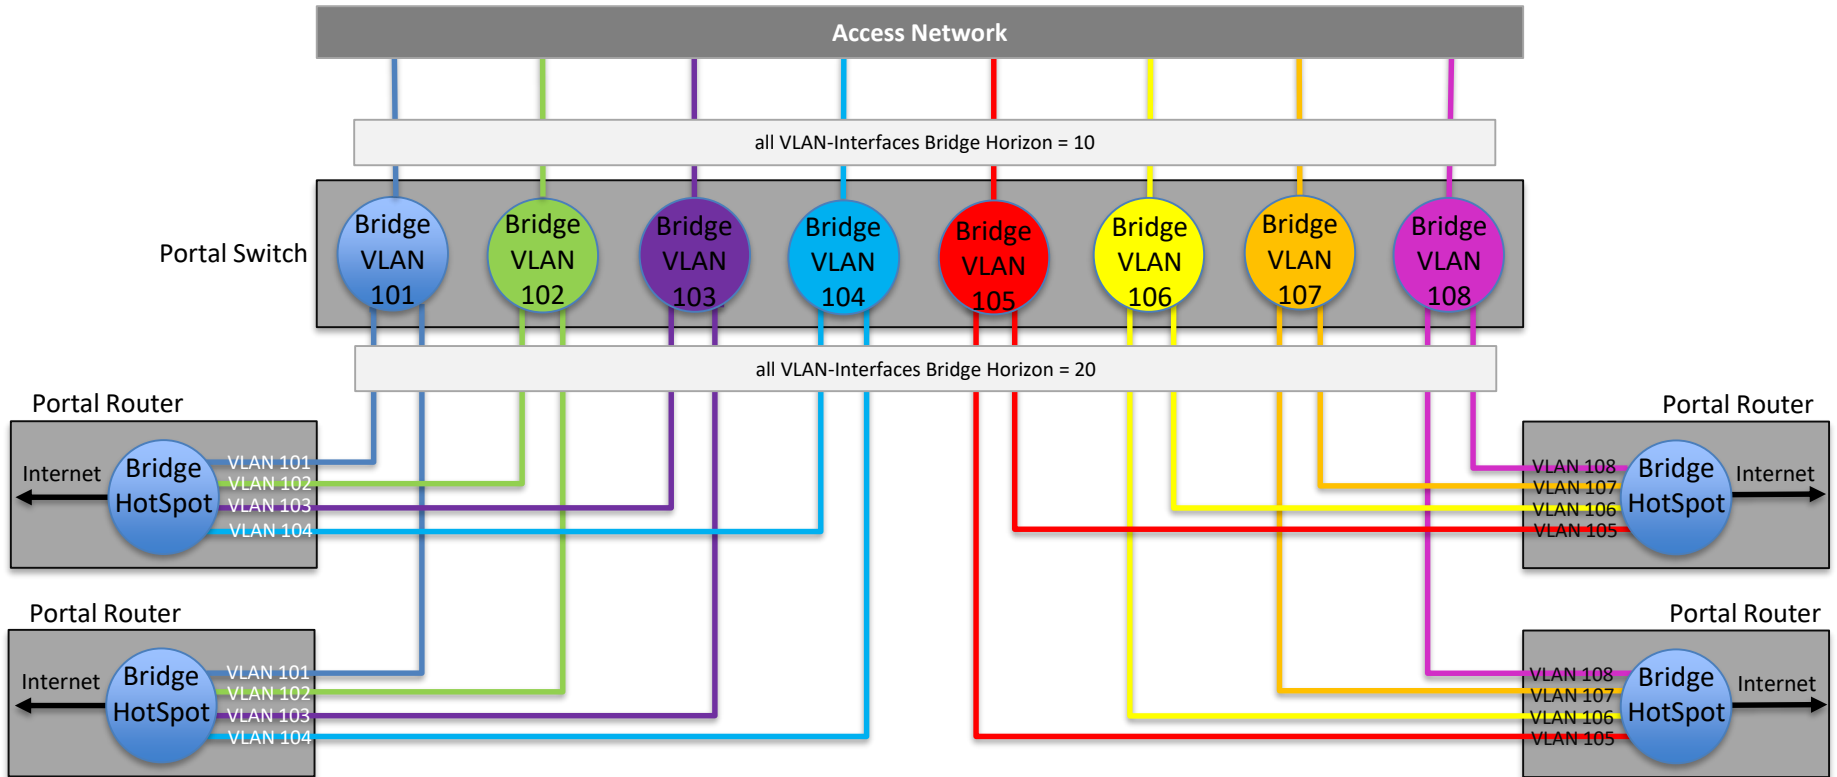 Access Network
all VLAN-Interfaces Bridge Horizon = 10
Portal Switch
Bridge
VLAN
101
Bridge
VLAN
102
Bridge
VLAN
103
Bridge
VLAN
104
Bridge
VLAN
105
Bridge
VLAN
106
Bridge
VLAN
107
Bridge
VLAN
108
all VLAN-Interfaces Bridge Horizon = 20
Portal Router
Internet
Bridge
HotSpot
VLAN 101
VLAN 102
VLAN 103
VLAN 104
Portal Router
VLAN 108
VLAN 107
VLAN 106
VLAN 105
Bridge
HotSpot
Internet
Portal Router
Internet
Bridge
HotSpot
VLAN 101
VLAN 102
VLAN 103
VLAN 104
Portal Router
VLAN 108
VLAN 107
VLAN 106
VLAN 105
Bridge
HotSpot
Internet